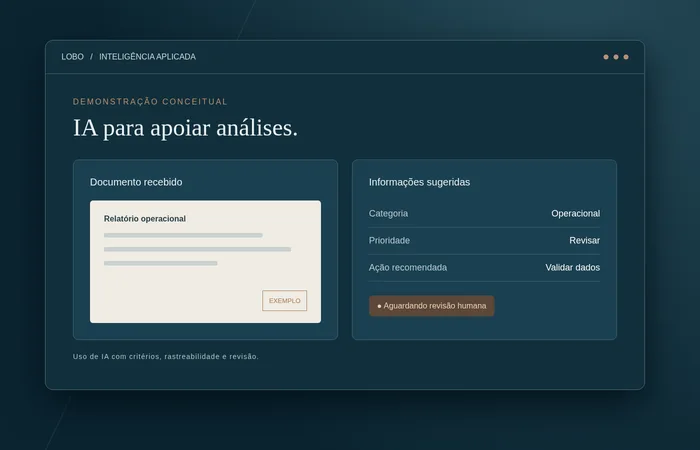 LOBO / INTELIGÊNCIA APLICADA
DEMONSTRAÇÃO CONCEITUAL
IA para apoiar análises.
Documento recebido
Relatório operacional
EXEMPLO
Informações sugeridas
Categoria Operacional
Prioridade Revisar
Ação recomendada Validar dados
Aguardando revisão humana
Uso de IA com critérios, rastreabilidade e revisão.